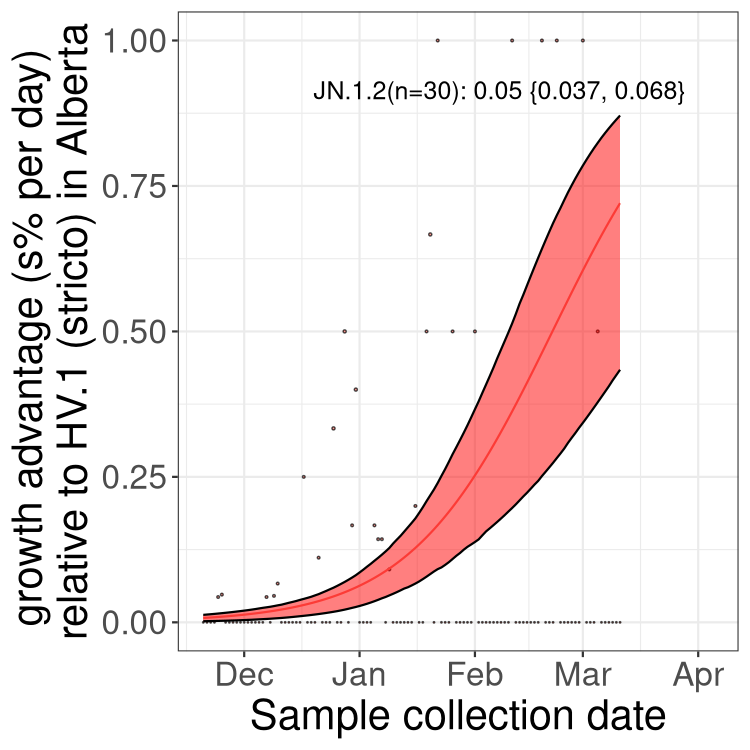 growth advantage (s% per day)
relative to HV.1 (stricto) in Alberta
1.00
0.75
0.50
0.25
0.00
JN.1.2(n=30): 0.05 {0.037, 0.068}
Dec Jan Feb Mar Apr
Sample collection date